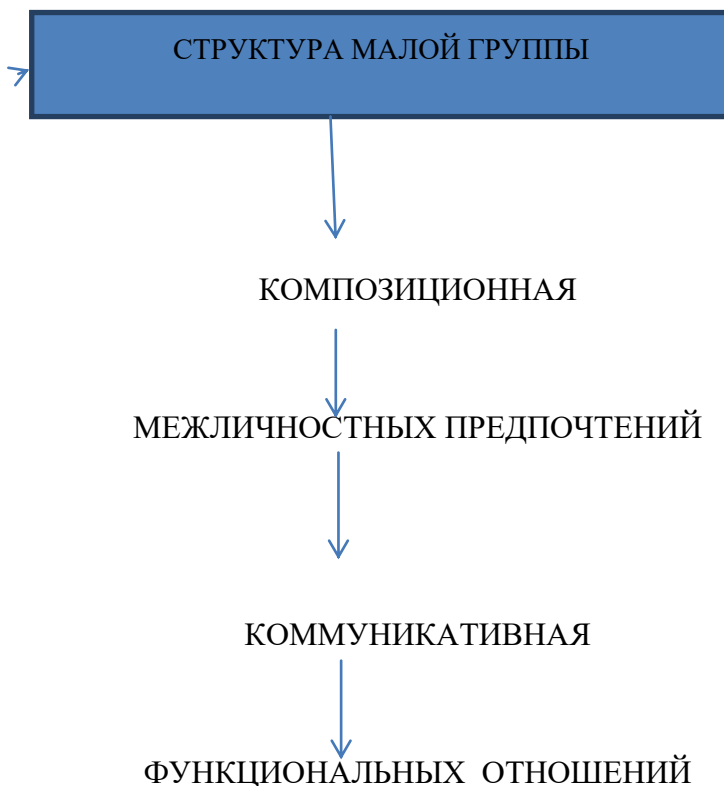 СТРУКТУРА МАЛОЙ ГРУППЫ
КОМПОЗИЦИОННАЯ
МЕЖЛИЧНОСТНЫХ ПРЕДПОЧТЕНИЙ
КОММУНИКАТИВНАЯ
ФУНКЦИОНАЛЬНЫХ ОТНОШЕНИЙ